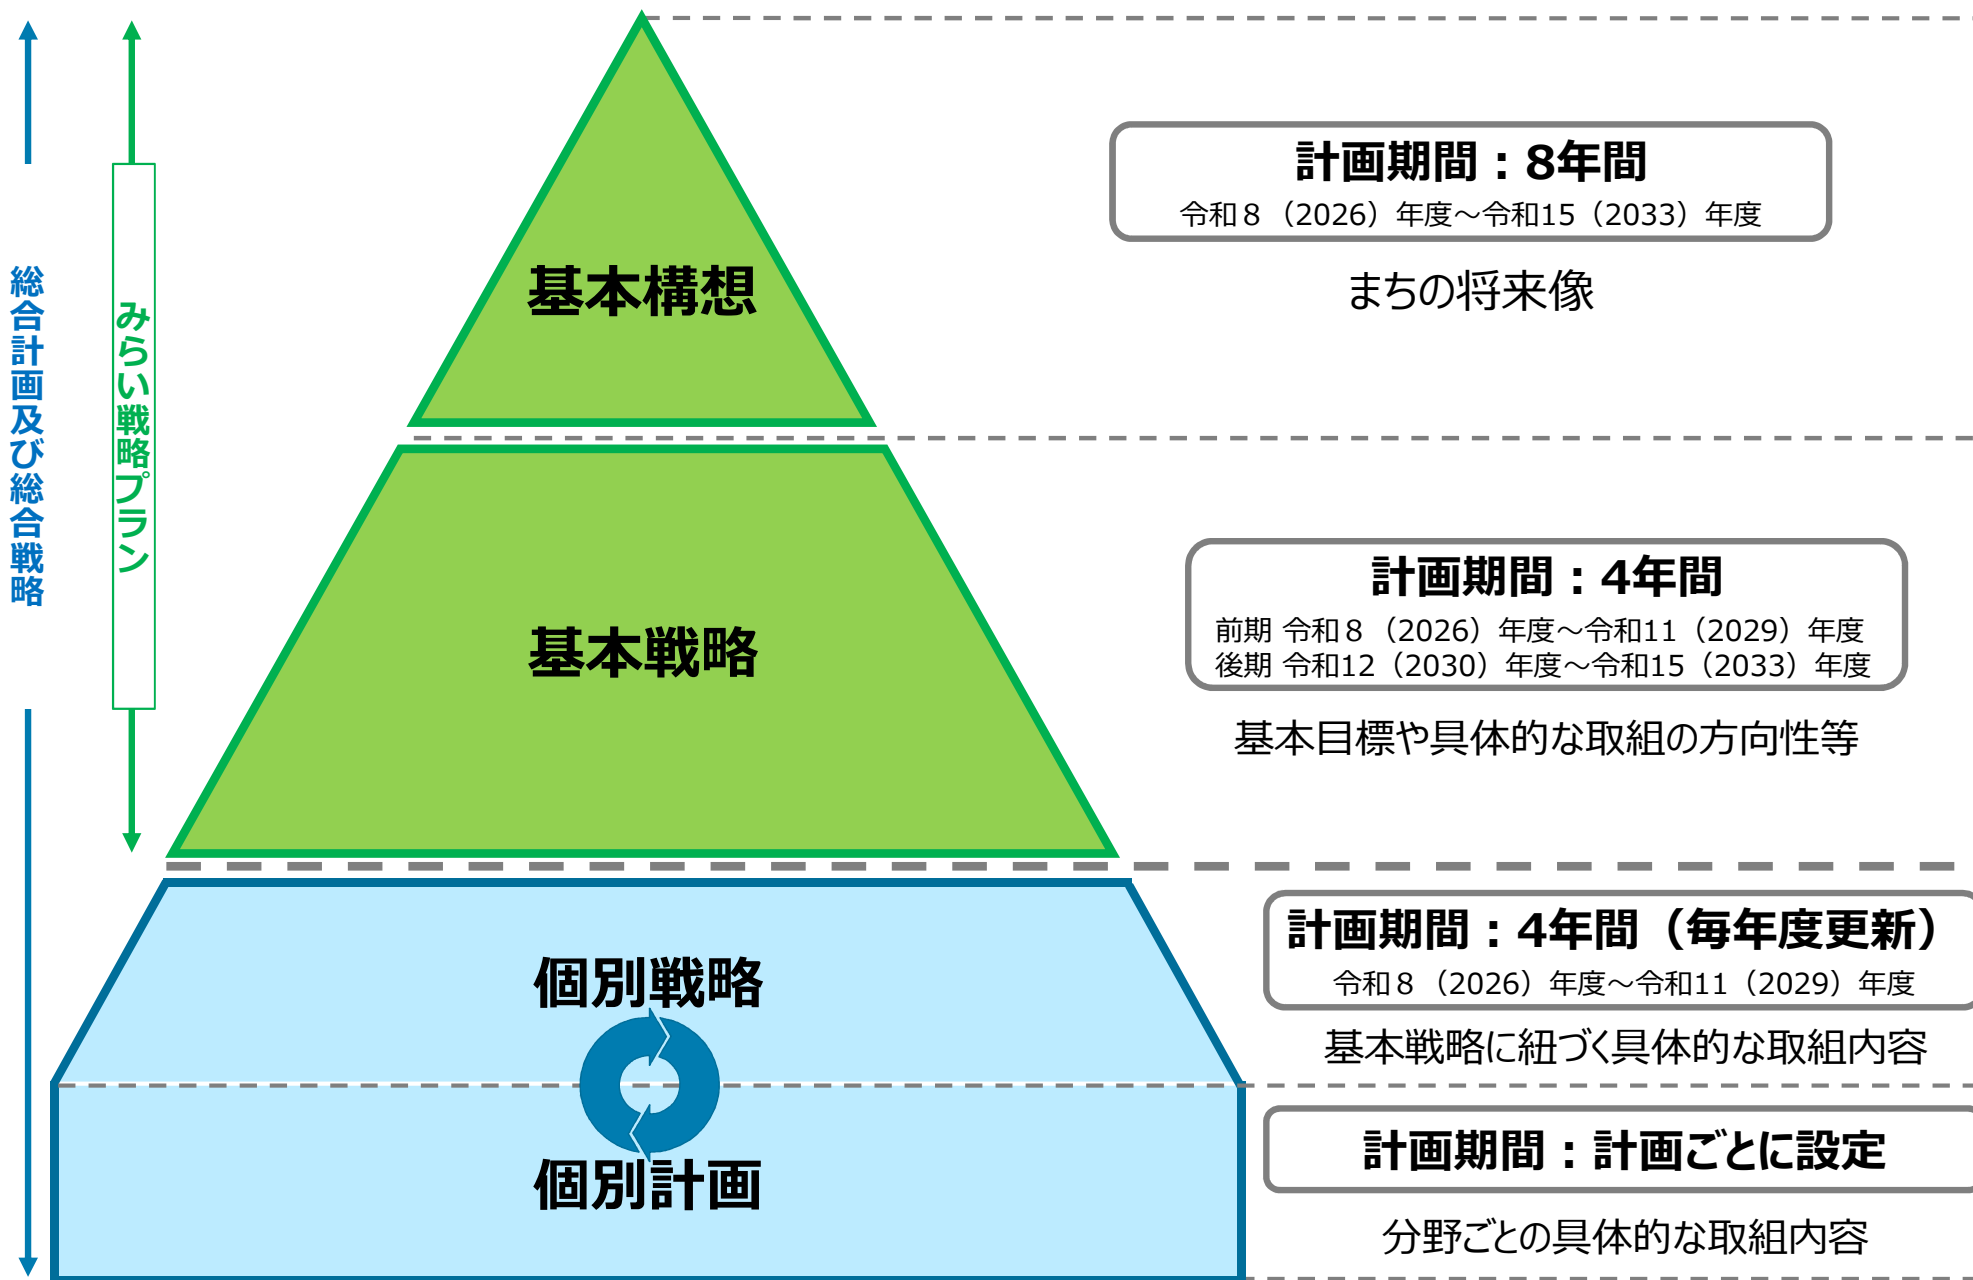 総合計画及び総合戦略
みらい戦略プラン
基本構想
計画期間：8年間
令和８（2026）年度～令和15（2033）年度
まちの将来像
基本戦略
計画期間：4年間
前期 令和８（2026）年度～令和11（2029）年度
後期 令和12（2030）年度～令和15（2033）年度
基本目標や具体的な取組の方向性等
個別戦略
計画期間：4年間（毎年度更新）
令和８（2026）年度～令和11（2029）年度
基本戦略に紐づく具体的な取組内容
個別計画
計画期間：計画ごとに設定
分野ごとの具体的な取組内容